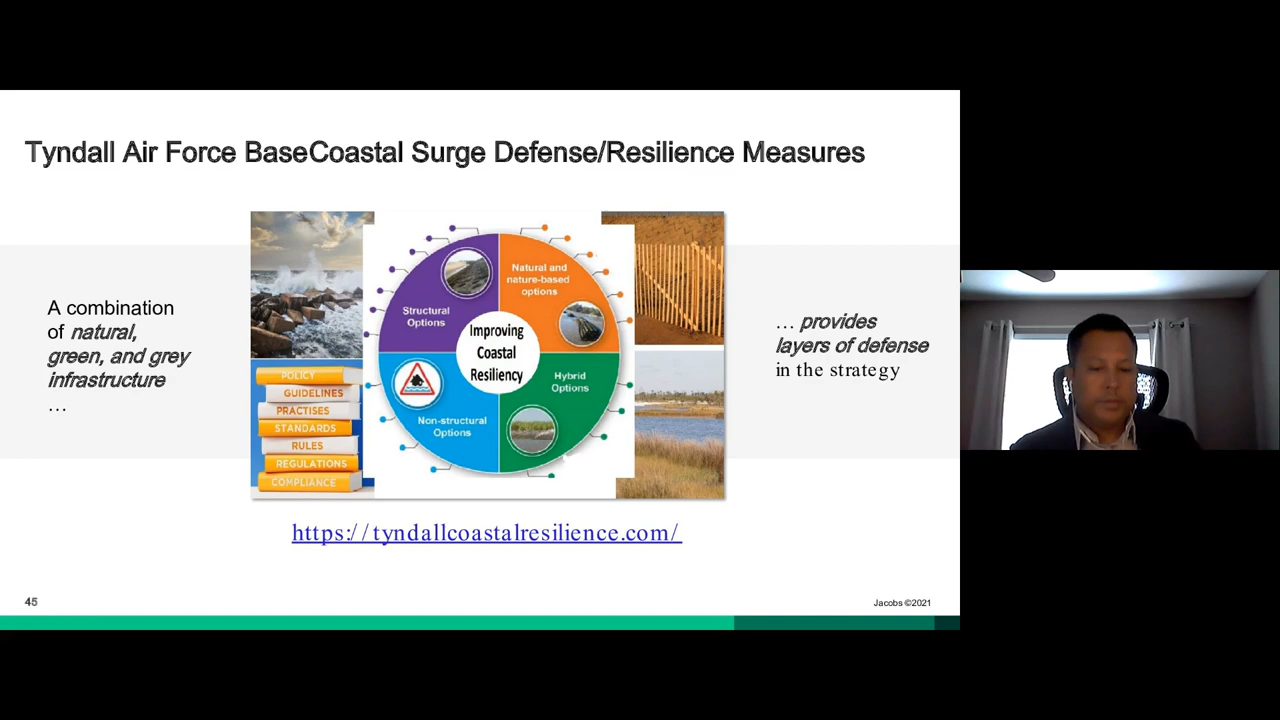 Tyndall Air Force BaseCoastal Surge Defense/Resilience Measures
A combination
of natural,
green, and grey
infrastructure
…
Structural
Options
Natural and
nature-based
options
Improving
Coastal
Resiliency
Non-structural
Options
Hybrid
Options
POLICY
GUIDELINES
PRACTISES
STANDARDS
RULES
REGULATIONS
COMPLIANCE
… provides
layers of defense
in the strategy
https://tyndallcoastalresilience.com/
45
Jacobs ©2021